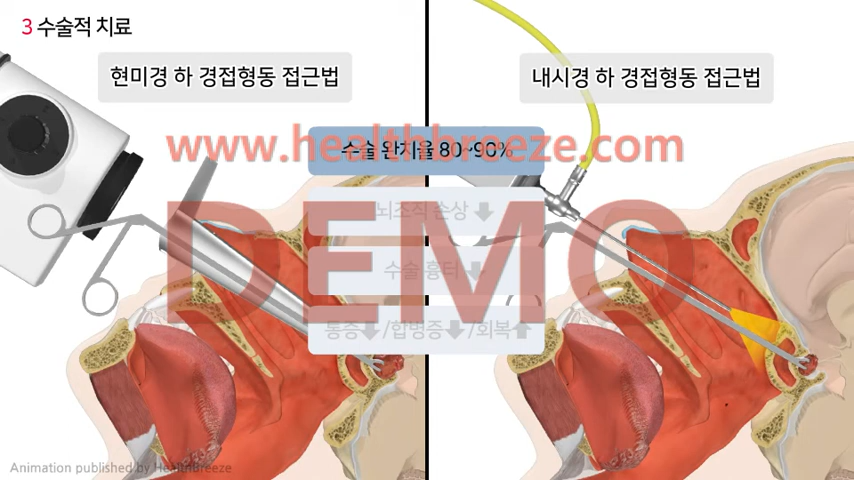 3 수술적 치료
현미경 하 경접형동 접근법
내시경 하 경접형동 접근법
www.healthbreeze.com
수술 완치율 80~90%
뇌조직 손상 ⬇
DEMO
수술 흉터 ⬇
통증⬇/합병증⬇/회복⬆
Animation published by HealthBreeze